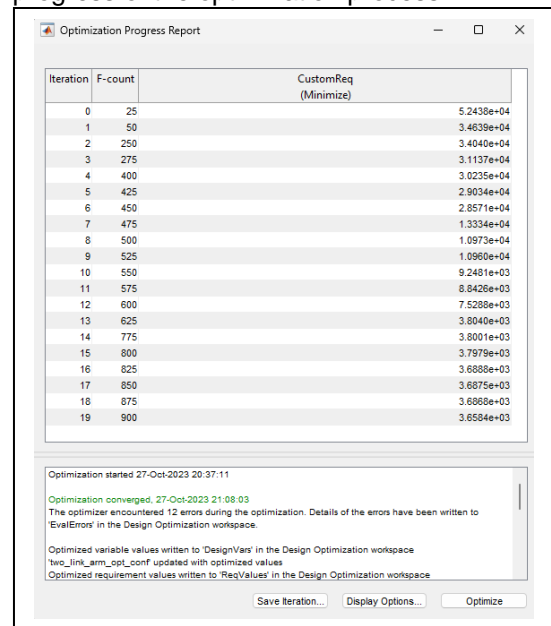 Optimization Progress Report
Iteration F-count CustomReq
(Minimize)
0 25 5.2438e+04
1 50 3.4639e+04
2 250 3.4040e+04
3 275 3.1137e+04
4 400 3.0235e+04
5 425 2.9034e+04
6 450 2.8571e+04
7 475 1.3334e+04
8 500 1.0973e+04
9 525 1.0960e+04
10 550 9.2481e+03
11 575 8.8426e+03
12 600 7.5288e+03
13 625 3.8040e+03
14 775 3.8001e+03
15 800 3.7979e+03
16 825 3.6888e+03
17 850 3.6875e+03
18 875 3.6868e+03
19 900 3.6584e+03
Optimization started 27-Oct-2023 20:37:11
Optimization converged, 27-Oct-2023 21:08:03
The optimizer encountered 12 errors during the optimization. Details of the errors have been written to
'EvalErrors' in the Design Optimization workspace.
Optimized variable values written to 'DesignVars' in the Design Optimization workspace
'two_link_arm_opt_conf' updated with optimized values
Optimized requirement values written to 'ReqValues' in the Design Optimization workspace
Save Iteration... Display Options... Optimize